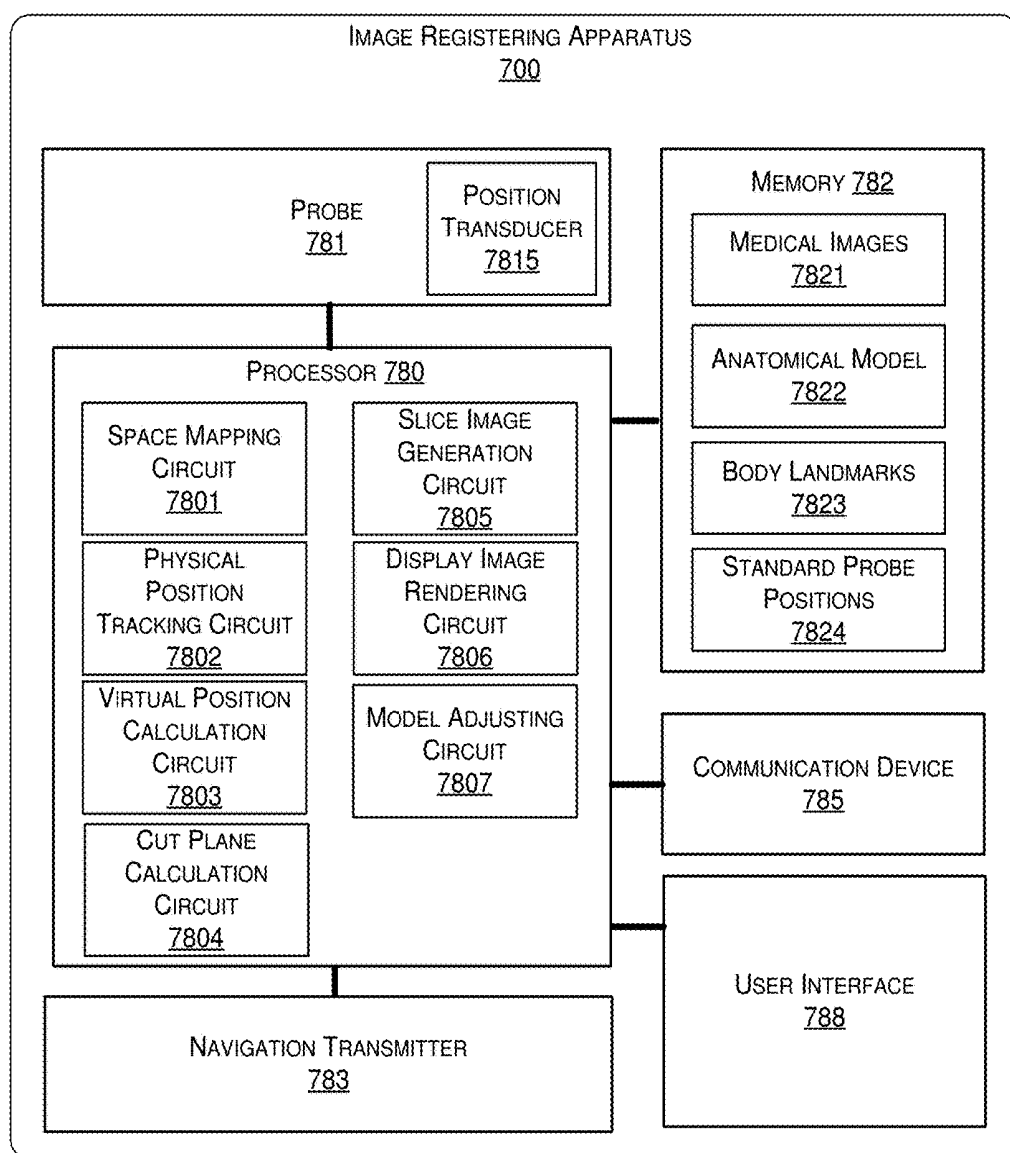 IMAGE REGISTERING APPARATUS
700
PROBE
781
POSITION
TRANSDUCER
7815
MEMORY 782
MEDICAL IMAGES
7821
ANATOMICAL MODEL
7822
BODY LANDMARKS
7823
STANDARD PROBE
POSITIONS
7824
PROCESSOR 780
SPACE MAPPING
CIRCUIT
7801
PHYSICAL
POSITION
TRACKING CIRCUIT
7802
VIRTUAL POSITION
CALCULATION
CIRCUIT
7803
CUT PLANE
CALCULATION
CIRCUIT
7804
SLICE IMAGE
GENERATION
CIRCUIT
7805
DISPLAY IMAGE
RENDERING
CIRCUIT
7806
MODEL ADJUSTING
CIRCUIT
7807
COMMUNICATION DEVICE
785
USER INTERFACE
788
NAVIGATION TRANSMITTER
783